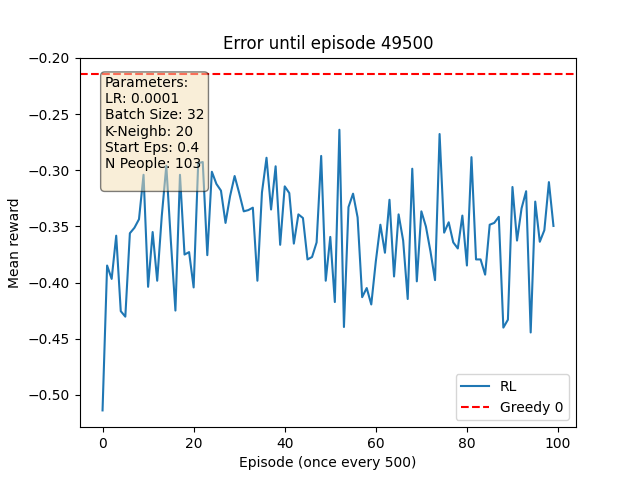 Error until episode 49500
−0.20
−0.25
−0.30
−0.35
−0.40
−0.45
−0.50
Mean reward
Parameters:
LR: 0.0001
Batch Size: 32
K-Neighb: 20
Start Eps: 0.4
N People: 103
RL
Greedy 0
0
20
40
60
80
100
Episode (once every 500)